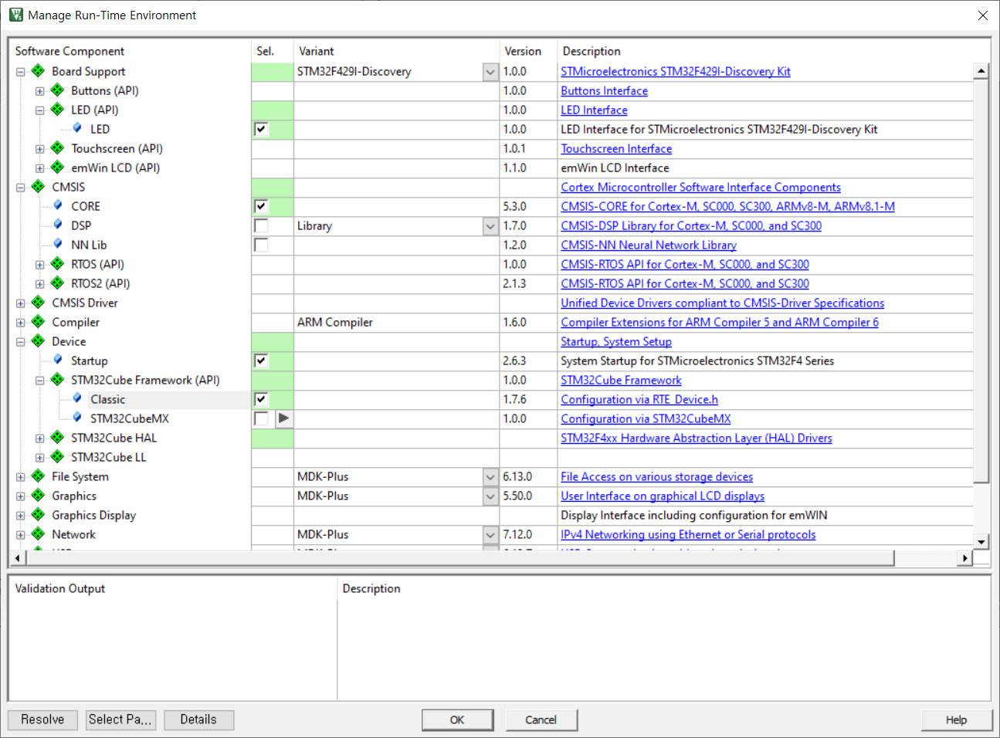 Manage Run-Time Environment
Software Component Sel. Variant Version Description
Board Support STM32F429I-Discovery 1.0.0 STMicroelectronics STM32F429I-Discovery Kit
Buttons (API) 1.0.0 Buttons Interface
LED (API) 1.0.0 LED Interface
LED 1.0.0 LED Interface for STMicroelectronics STM32F429I-Discovery Kit
Touchscreen (API) 1.0.1 Touchscreen Interface
emWin LCD (API) 1.1.0 emWin LCD Interface
CMSIS Cortex Microcontroller Software Interface Components
CORE 5.3.0 CMSIS-CORE for Cortex-M, SC000, SC300, ARMv8-M, ARMv8.1-M
DSP Library 1.7.0 CMSIS-DSP Library for Cortex-M, SC000, and SC300
NN Lib 1.2.0 CMSIS-NN Neural Network Library
RTOS (API) 1.0.0 CMSIS-RTOS API for Cortex-M, SC000, and SC300
RTOS2 (API) 2.1.3 CMSIS-RTOS API for Cortex-M, SC000, and SC300
CMSIS Driver Unified Device Drivers compliant to CMSIS-Driver Specifications
Compiler ARM Compiler 1.6.0 Compiler Extensions for ARM Compiler 5 and ARM Compiler 6
Device Startup, System Setup
Startup 2.6.3 System Startup for STMicroelectronics STM32F4 Series
STM32Cube Framework (API) 1.0.0 STM32Cube Framework
Classic 1.7.6 Configuration via RTE_Device.h
STM32CubeMX 1.0.0 Configuration via STM32CubeMX
STM32Cube HAL STM32F4xx Hardware Abstraction Layer (HAL) Drivers
STM32Cube LL
File System MDK-Plus 6.13.0 File Access on various storage devices
Graphics MDK-Plus 5.50.0 User Interface on graphical LCD displays
Graphics Display Display Interface including configuration for emWIN
Network MDK-Plus 7.12.0 IPv4 Networking using Ethernet or Serial protocols
Validation Output Description
Resolve Select Pa... Details OK Cancel Help